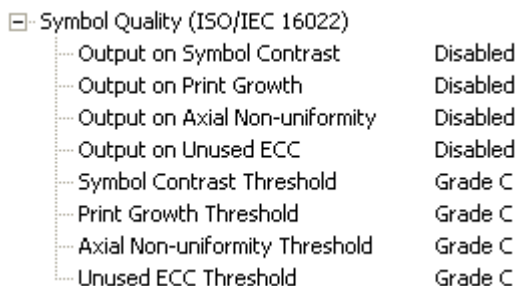 Symbol Quality (ISO/IEC 16022)
Output on Symbol Contrast Disabled
Output on Print Growth Disabled
Output on Axial Non-uniformity Disabled
Output on Unused ECC Disabled
Symbol Contrast Threshold Grade C
Print Growth Threshold Grade C
Axial Non-uniformity Threshold Grade C
Unused ECC Threshold Grade C